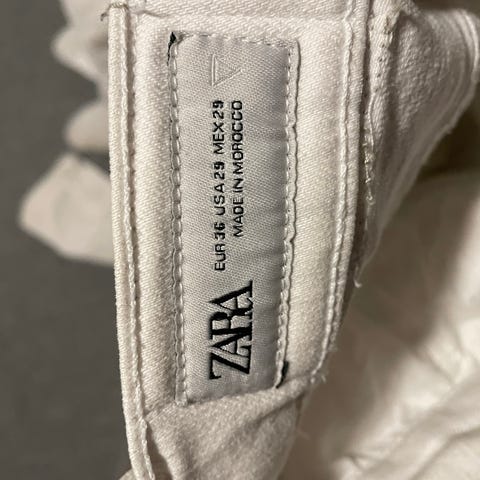 ZARA
EUR 36 USA 29 MEX 29
MADE IN MOROCCO